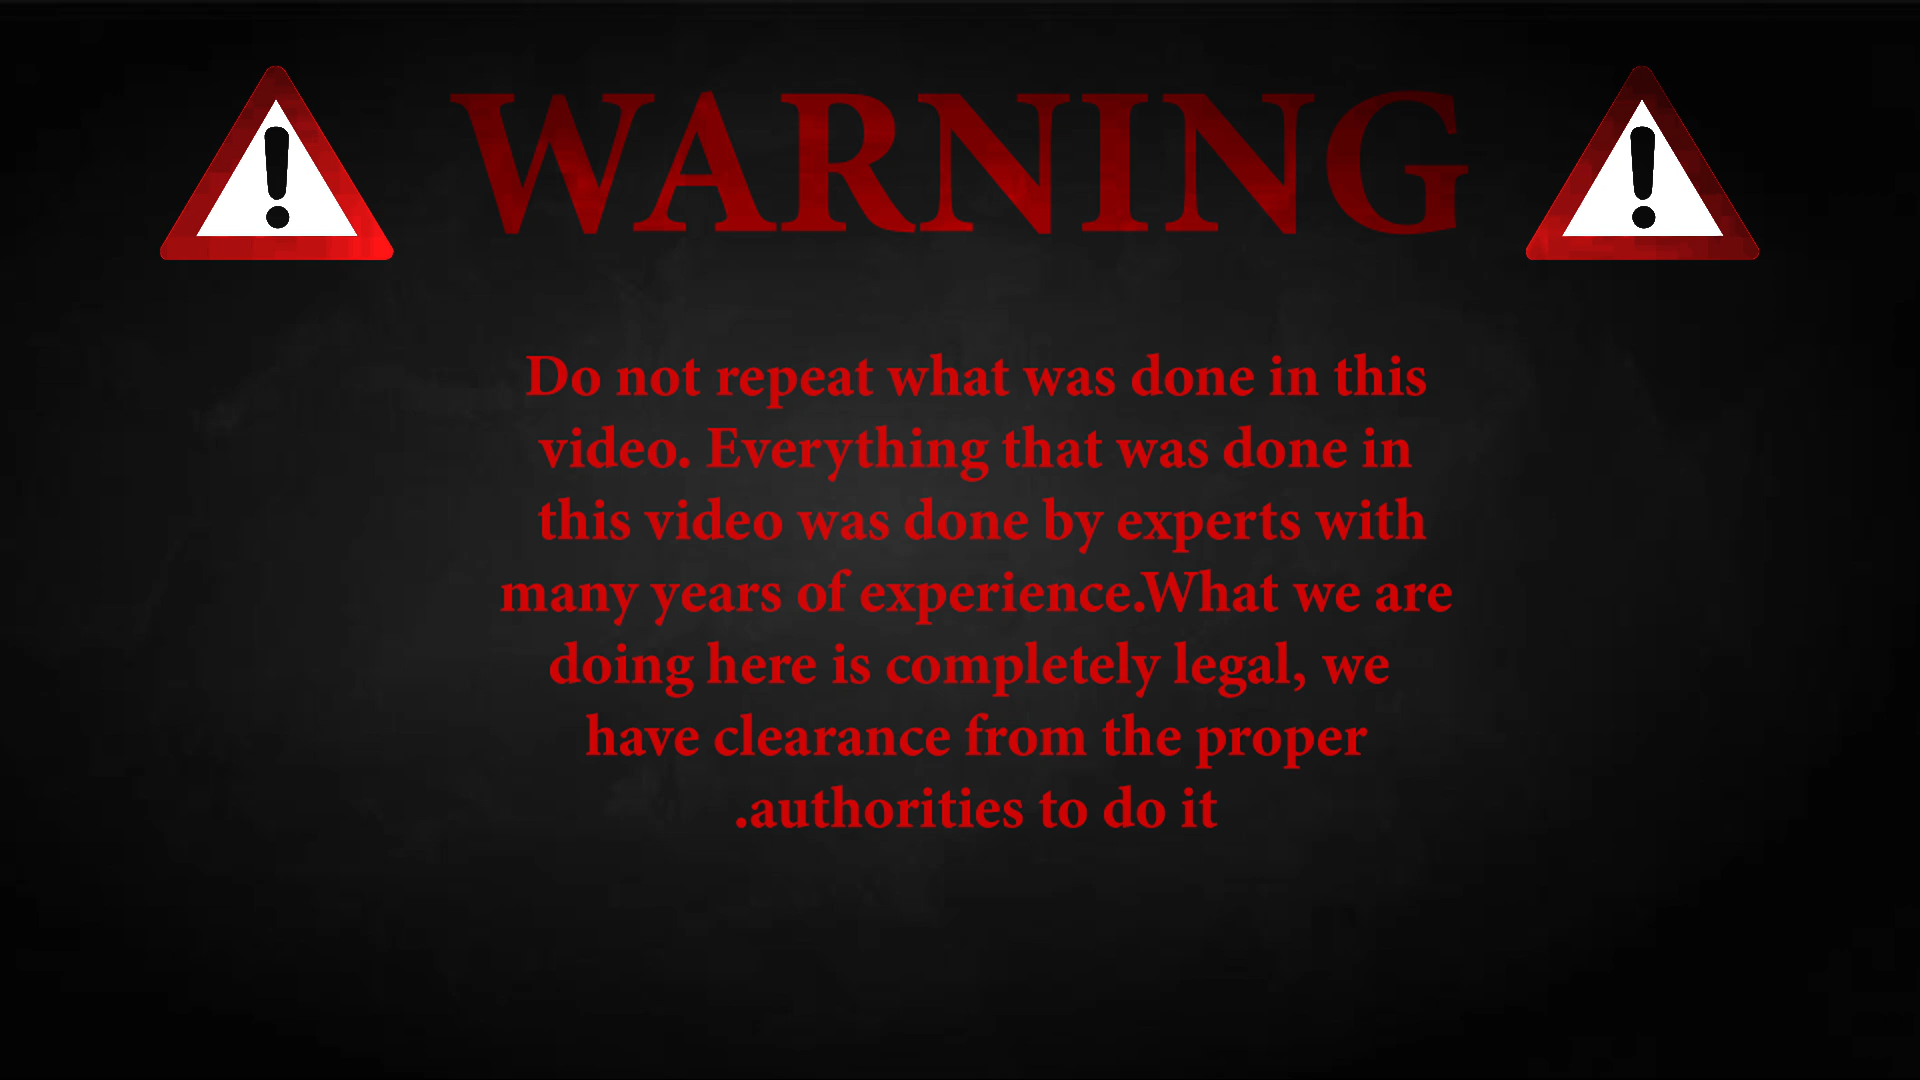 WARNING
Do not repeat what was done in this
video. Everything that was done in
this video was done by experts with
many years of experience.What we are
doing here is completely legal, we
have clearance from the proper
.authorities to do it